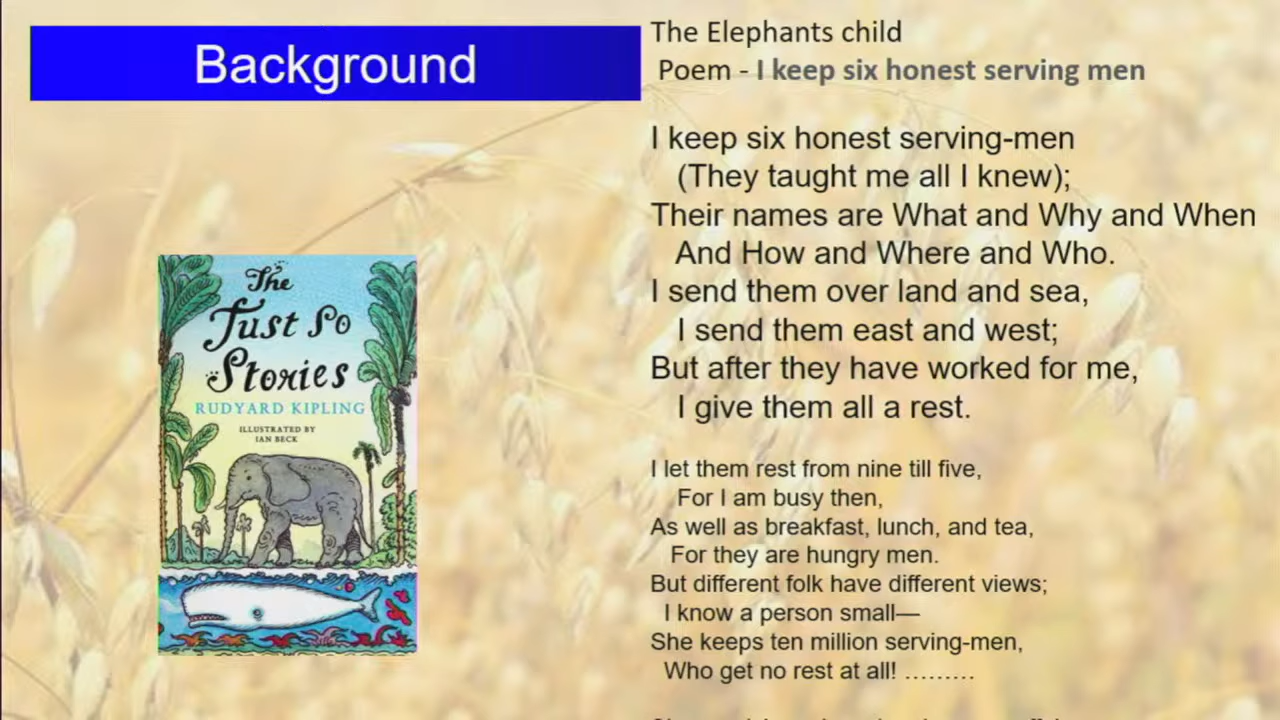 Background
The Just So
Stories
RUDYARD KIPLING
ILLUSTRATED BY
IAN BECK
The Elephants child
Poem - I keep six honest serving men
I keep six honest serving-men
(They taught me all I knew);
Their names are What and Why and When
And How and Where and Who.
I send them over land and sea,
I send them east and west;
But after they have worked for me,
I give them all a rest.
I let them rest from nine till five,
For I am busy then,
As well as breakfast, lunch, and tea,
For they are hungry men.
But different folk have different views;
I know a person small—
She keeps ten million serving-men,
Who get no rest at all! .........